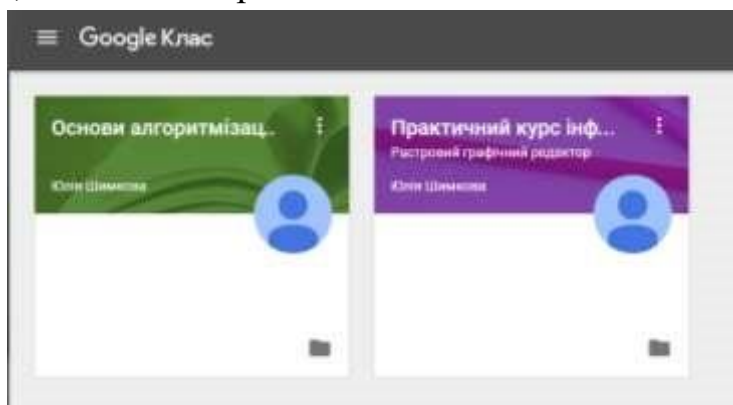 Google Клас
Основи алгоритмізац..
Юлія Шимкова
Практичний курс інф...
Растровий графічний редактор
Юлія Шимкова